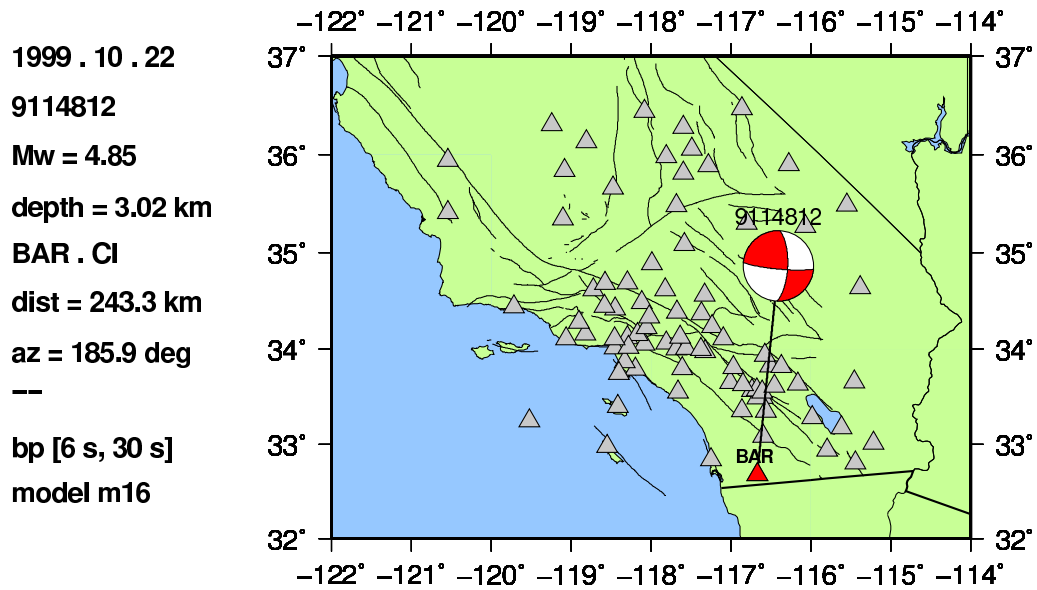 −122° −121° −120° −119° −118° −117° −116° −115° −114°
37° 37°
1999 . 10 . 22
9114812
Mw = 4.85
36° 36°
depth = 3.02 km
9114812
BAR . CI
35° 35°
dist = 243.3 km
az = 185.9 deg
34° 34°
−−
bp [6 s, 30 s]
33° 33°
BAR
model m16
32° 32°
−122° −121° −120° −119° −118° −117° −116° −115° −114°